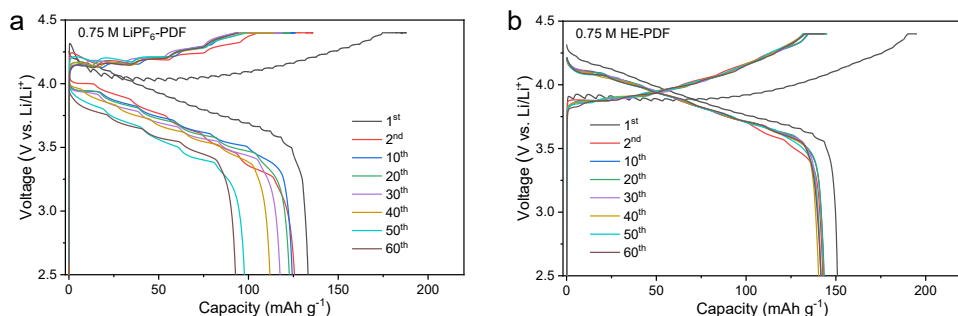 a
0.75 M LiPF₆-PDF
Voltage (V vs. Li/Li⁺)
4.5
4.0
3.5
3.0
2.5
0
50
100
150
200
Capacity (mAh g⁻¹)
1ˢᵗ
2ⁿᵈ
10ᵗʰ
20ᵗʰ
30ᵗʰ
40ᵗʰ
50ᵗʰ
60ᵗʰ
b
0.75 M HE-PDF
Voltage (V vs. Li/Li⁺)
4.5
4.0
3.5
3.0
2.5
0
50
100
150
200
Capacity (mAh g⁻¹)
1ˢᵗ
2ⁿᵈ
10ᵗʰ
20ᵗʰ
30ᵗʰ
40ᵗʰ
50ᵗʰ
60ᵗʰ